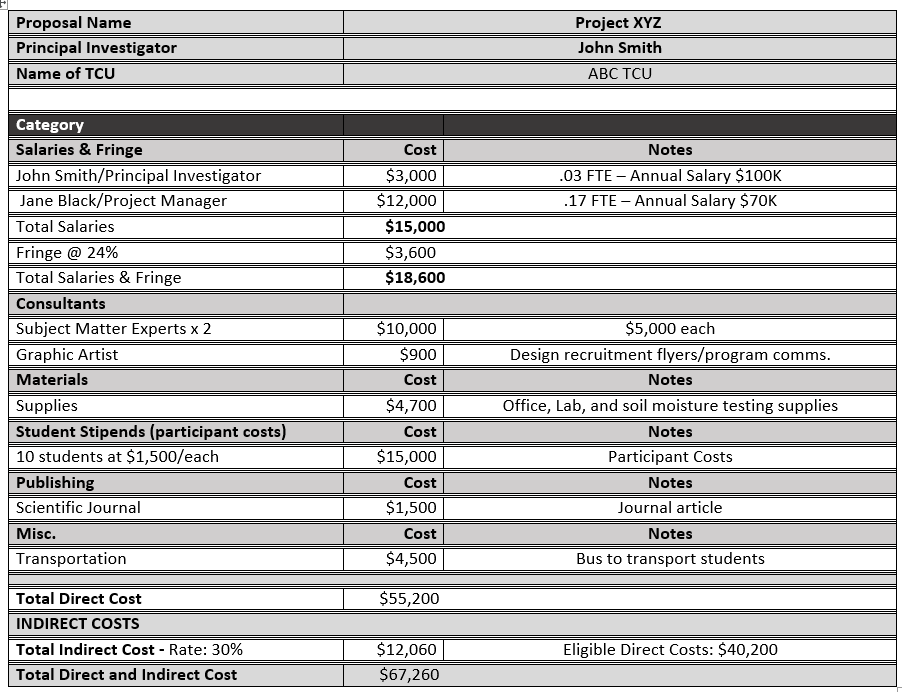 Proposal Name Project XYZ
Principal Investigator John Smith
Name of TCU ABC TCU
Category
Salaries & Fringe Cost Notes
John Smith/Principal Investigator $3,000 .03 FTE – Annual Salary $100K
Jane Black/Project Manager $12,000 .17 FTE – Annual Salary $70K
Total Salaries $15,000
Fringe @ 24% $3,600
Total Salaries & Fringe $18,600
Consultants
Subject Matter Experts x 2 $10,000 $5,000 each
Graphic Artist $900 Design recruitment flyers/program comms.
Materials Cost Notes
Supplies $4,700 Office, Lab, and soil moisture testing supplies
Student Stipends (participant costs) Cost Notes
10 students at $1,500/each $15,000 Participant Costs
Publishing Cost Notes
Scientific Journal $1,500 Journal article
Misc. Cost Notes
Transportation $4,500 Bus to transport students
Total Direct Cost $55,200
INDIRECT COSTS
Total Indirect Cost - Rate: 30% $12,060 Eligible Direct Costs: $40,200
Total Direct and Indirect Cost $67,260